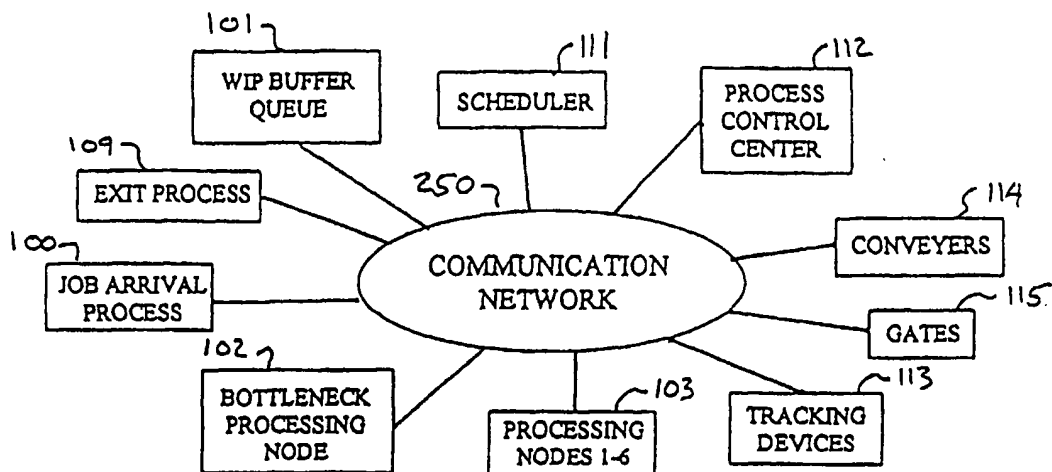 101
WIP BUFFER
QUEUE
111
SCHEDULER
112
PROCESS
CONTROL
CENTER
109
EXIT PROCESS
250
COMMUNICATION
NETWORK
114
CONVEYERS
100
JOB ARRIVAL
PROCESS
115
GATES
102
BOTTLENECK
PROCESSING
NODE
103
PROCESSING
NODES 1-6
113
TRACKING
DEVICES